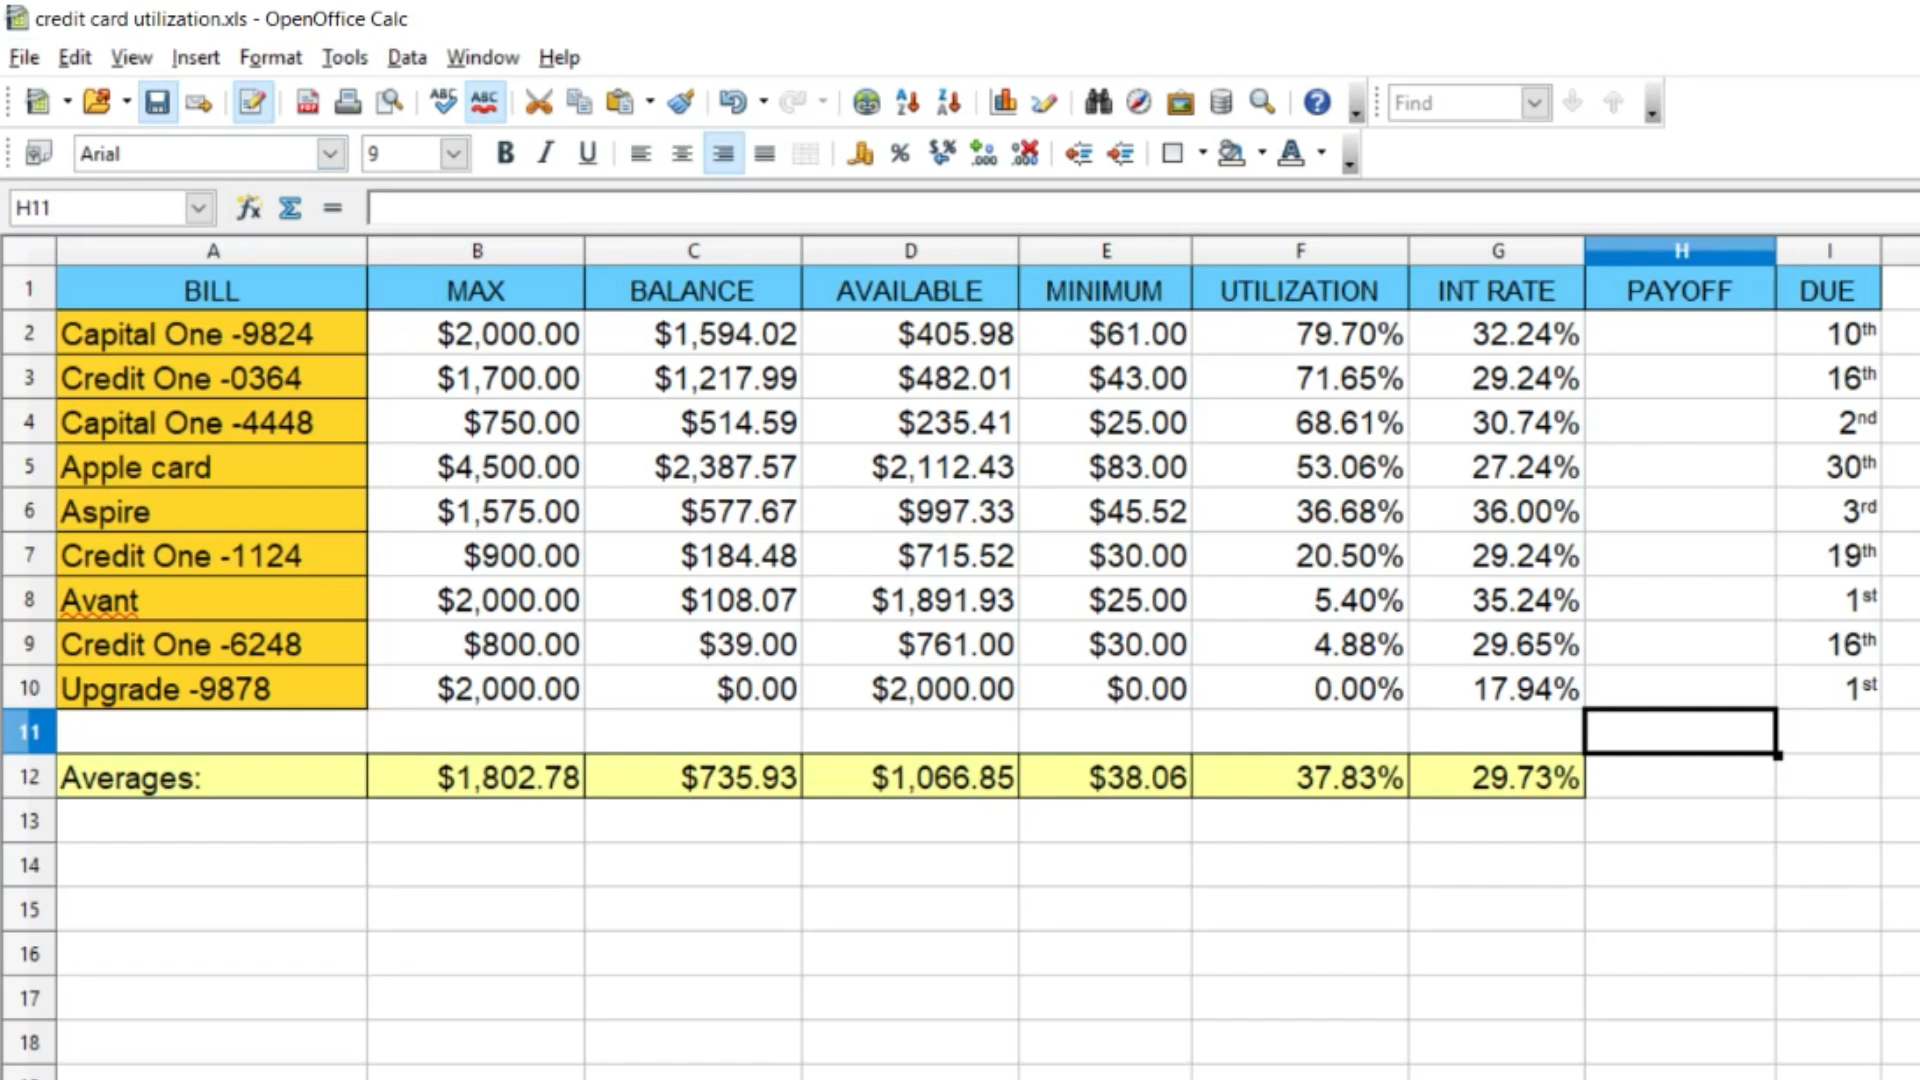 credit card utilization.xls - OpenOffice Calc
File Edit View Insert Format Tools Data Window Help
ABC ABC Find
Arial 9 B I U
H11
A B C D E F G H I
1 BILL MAX BALANCE AVAILABLE MINIMUM UTILIZATION INT RATE PAYOFF DUE
2 Capital One -9824 $2,000.00 $1,594.02 $405.98 $61.00 79.70% 32.24% 10th
3 Credit One -0364 $1,700.00 $1,217.99 $482.01 $43.00 71.65% 29.24% 16th
4 Capital One -4448 $750.00 $514.59 $235.41 $25.00 68.61% 30.74% 2nd
5 Apple card $4,500.00 $2,387.57 $2,112.43 $83.00 53.06% 27.24% 30th
6 Aspire $1,575.00 $577.67 $997.33 $45.52 36.68% 36.00% 3rd
7 Credit One -1124 $900.00 $184.48 $715.52 $30.00 20.50% 29.24% 19th
8 Avant $2,000.00 $108.07 $1,891.93 $25.00 5.40% 35.24% 1st
9 Credit One -6248 $800.00 $39.00 $761.00 $30.00 4.88% 29.65% 16th
10 Upgrade -9878 $2,000.00 $0.00 $2,000.00 $0.00 0.00% 17.94% 1st
11
12 Averages: $1,802.78 $735.93 $1,066.85 $38.06 37.83% 29.73%
13
14
15
16
17
18